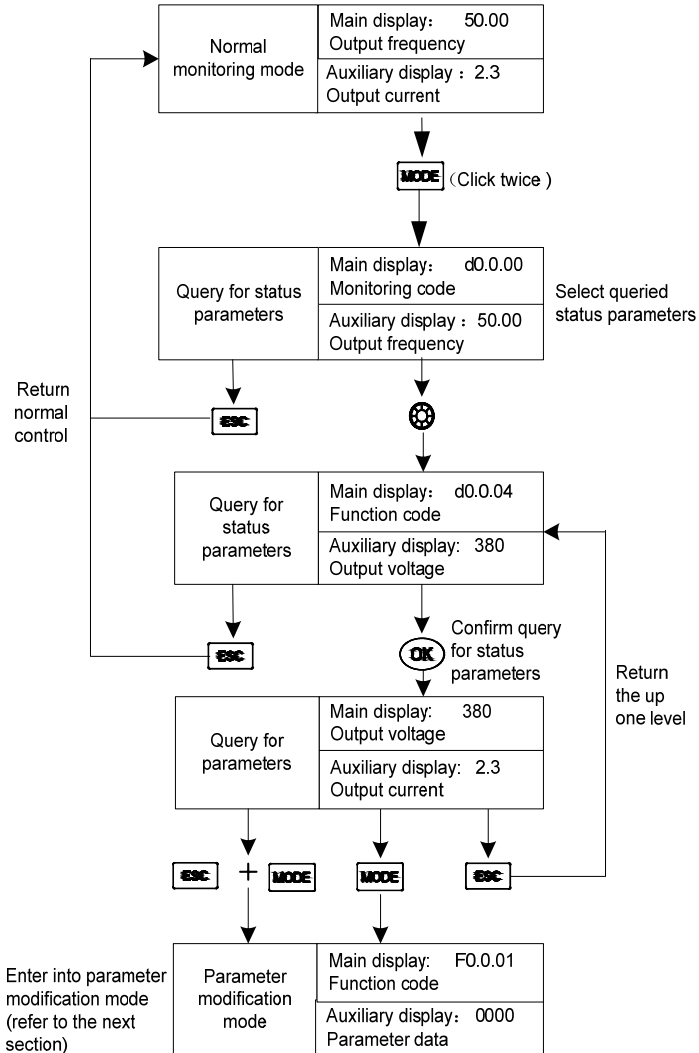 Normal
monitoring mode
Main display: 50.00
Output frequency
Auxiliary display : 2.3
Output current
MODE (Click twice )
Query for status
parameters
Main display: d0.0.00
Monitoring code
Auxiliary display : 50.00
Output frequency
Select queried
status parameters
Return
normal
control
ESC
Query for
status
parameters
Main display: d0.0.04
Function code
Auxiliary display: 380
Output voltage
ESC
OK
Confirm query
for status
parameters
Return
the up
one level
Query for
parameters
Main display: 380
Output voltage
Auxiliary display: 2.3
Output current
ESC + MODE
MODE
ESC
Enter into parameter
modification mode
(refer to the next
section)
Parameter
modification
mode
Main display: F0.0.01
Function code
Auxiliary display: 0000
Parameter data